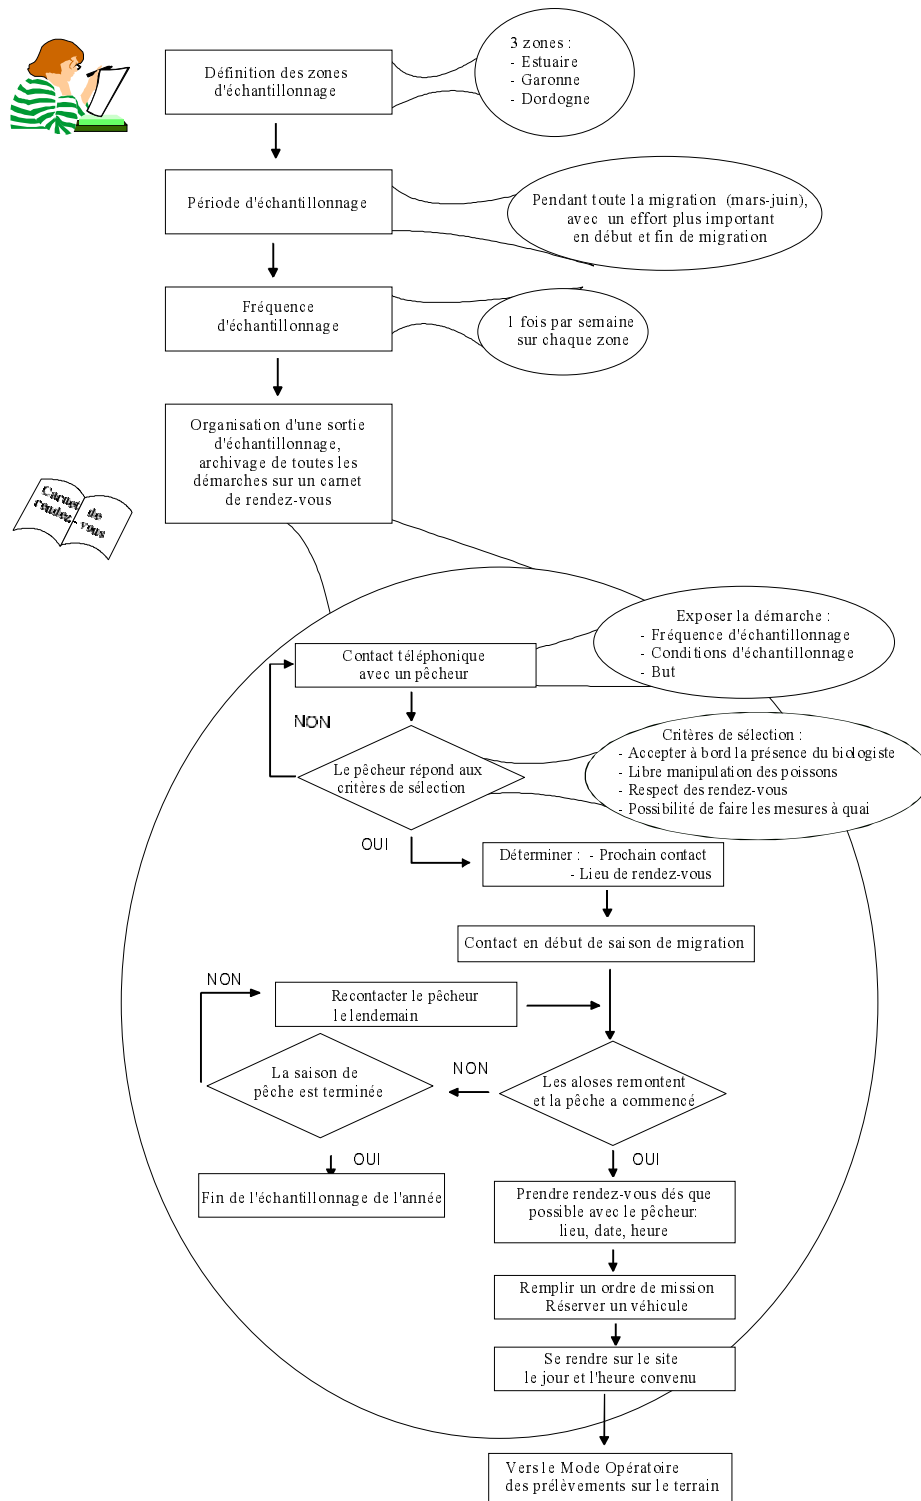 Définition des zones
d'échantillonnage
3 zones :
- Estuaire
- Garonne
- Dordogne
Période d'échantillonnage
Pendant toute la migration (mars-juin),
avec un effort plus important
en début et fin de migration
Fréquence
d'échantillonnage
1 fois par semaine
sur chaque zone
Organisation d'une sortie
d'échantillonnage,
archivage de toutes les
démarches sur un carnet
de rendez-vous
Carnet de
rendez-vous
Exposer la démarche :
- Fréquence d'échantillonnage
- Conditions d'échantillonnage
- But
Contact téléphonique
avec un pêcheur
NON
Critères de sélection :
- Accepter à bord la présence du biologiste
- Libre manipulation des poissons
- Respect des rendez-vous
- Possibilité de faire les mesures à quai
Le pêcheur répond aux
critères de sélection
OUI
Déterminer : - Prochain contact
- Lieu de rendez-vous
Contact en début de saison de migration
NON
Recontacter le pêcheur
le lendemain
La saison de
pêche est terminée
NON
Les aloses remontent
et la pêche a commencé
OUI
OUI
Fin de l'échantillonnage de l'année
Prendre rendez-vous dés que
possible avec le pêcheur:
lieu, date, heure
Remplir un ordre de mission
Réserver un véhicule
Se rendre sur le site
le jour et l'heure convenu
Vers le Mode Opératoire
des prélèvements sur le terrain